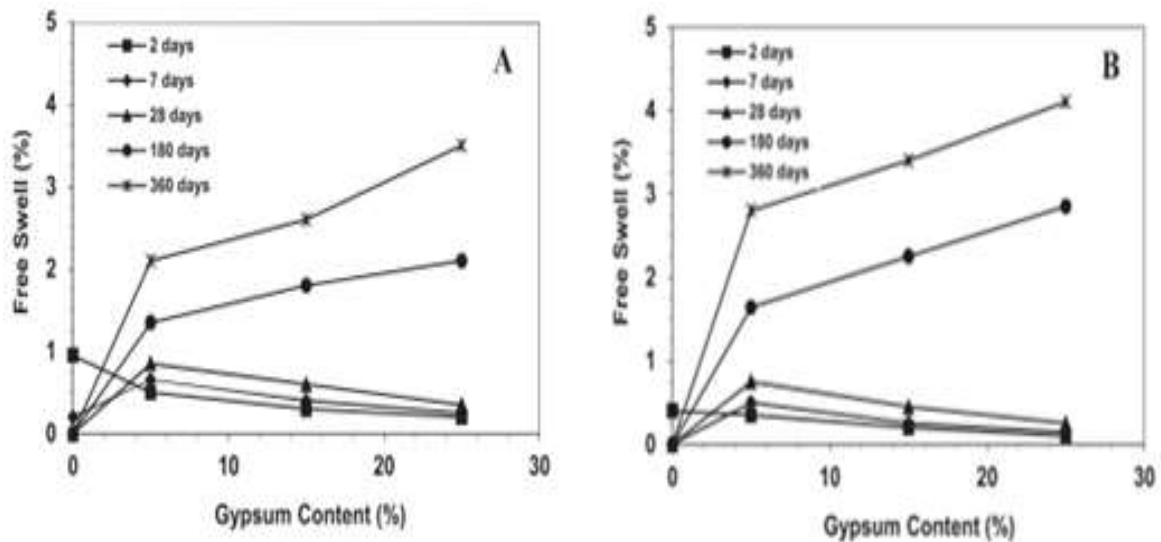 5
4
3
2
1
0
Free Swell (%)
2 days
7 days
28 days
180 days
360 days
A
0
10
20
30
Gypsum Content (%)
5
4
3
2
1
0
Free Swell (%)
2 days
7 days
28 days
180 days
360 days
B
0
10
20
30
Gypsum Content (%)